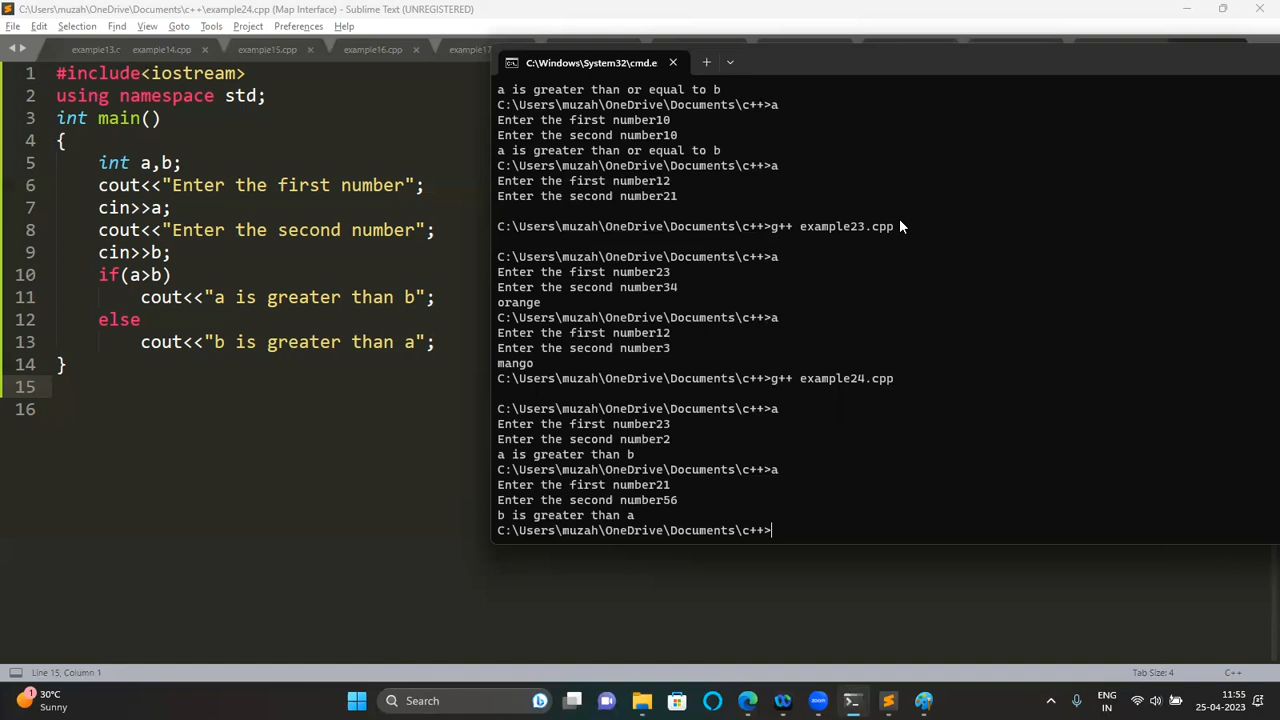 C:\Users\muzah\OneDrive\Documents\c++\example24.cpp (Map Interface) - Sublime Text (UNREGISTERED)
File Edit Selection Find View Goto Tools Project Preferences Help
example13.c example14.cpp example15.cpp example16.cpp example17
1 #include<iostream>
2 using namespace std;
3 int main()
4 {
5 int a,b;
6 cout<<"Enter the first number";
7 cin>>a;
8 cout<<"Enter the second number";
9 cin>>b;
10 if(a>b)
11 cout<<"a is greater than b";
12 else
13 cout<<"b is greater than a";
14 }
15
16
C:\Windows\System32\cmd.e
a is greater than or equal to b
C:\Users\muzah\OneDrive\Documents\c++>a
Enter the first number10
Enter the second number10
a is greater than or equal to b
C:\Users\muzah\OneDrive\Documents\c++>a
Enter the first number12
Enter the second number21
C:\Users\muzah\OneDrive\Documents\c++>g++ example23.cpp
C:\Users\muzah\OneDrive\Documents\c++>a
Enter the first number23
Enter the second number34
orange
C:\Users\muzah\OneDrive\Documents\c++>a
Enter the first number12
Enter the second number3
mango
C:\Users\muzah\OneDrive\Documents\c++>g++ example24.cpp
C:\Users\muzah\OneDrive\Documents\c++>a
Enter the first number23
Enter the second number2
a is greater than b
C:\Users\muzah\OneDrive\Documents\c++>a
Enter the first number21
Enter the second number56
b is greater than a
C:\Users\muzah\OneDrive\Documents\c++>
Line 15, Column 1 Tab Size: 4 C++
1 30°C
Sunny
Search
zoom
ENG
IN
11:55
25-04-2023